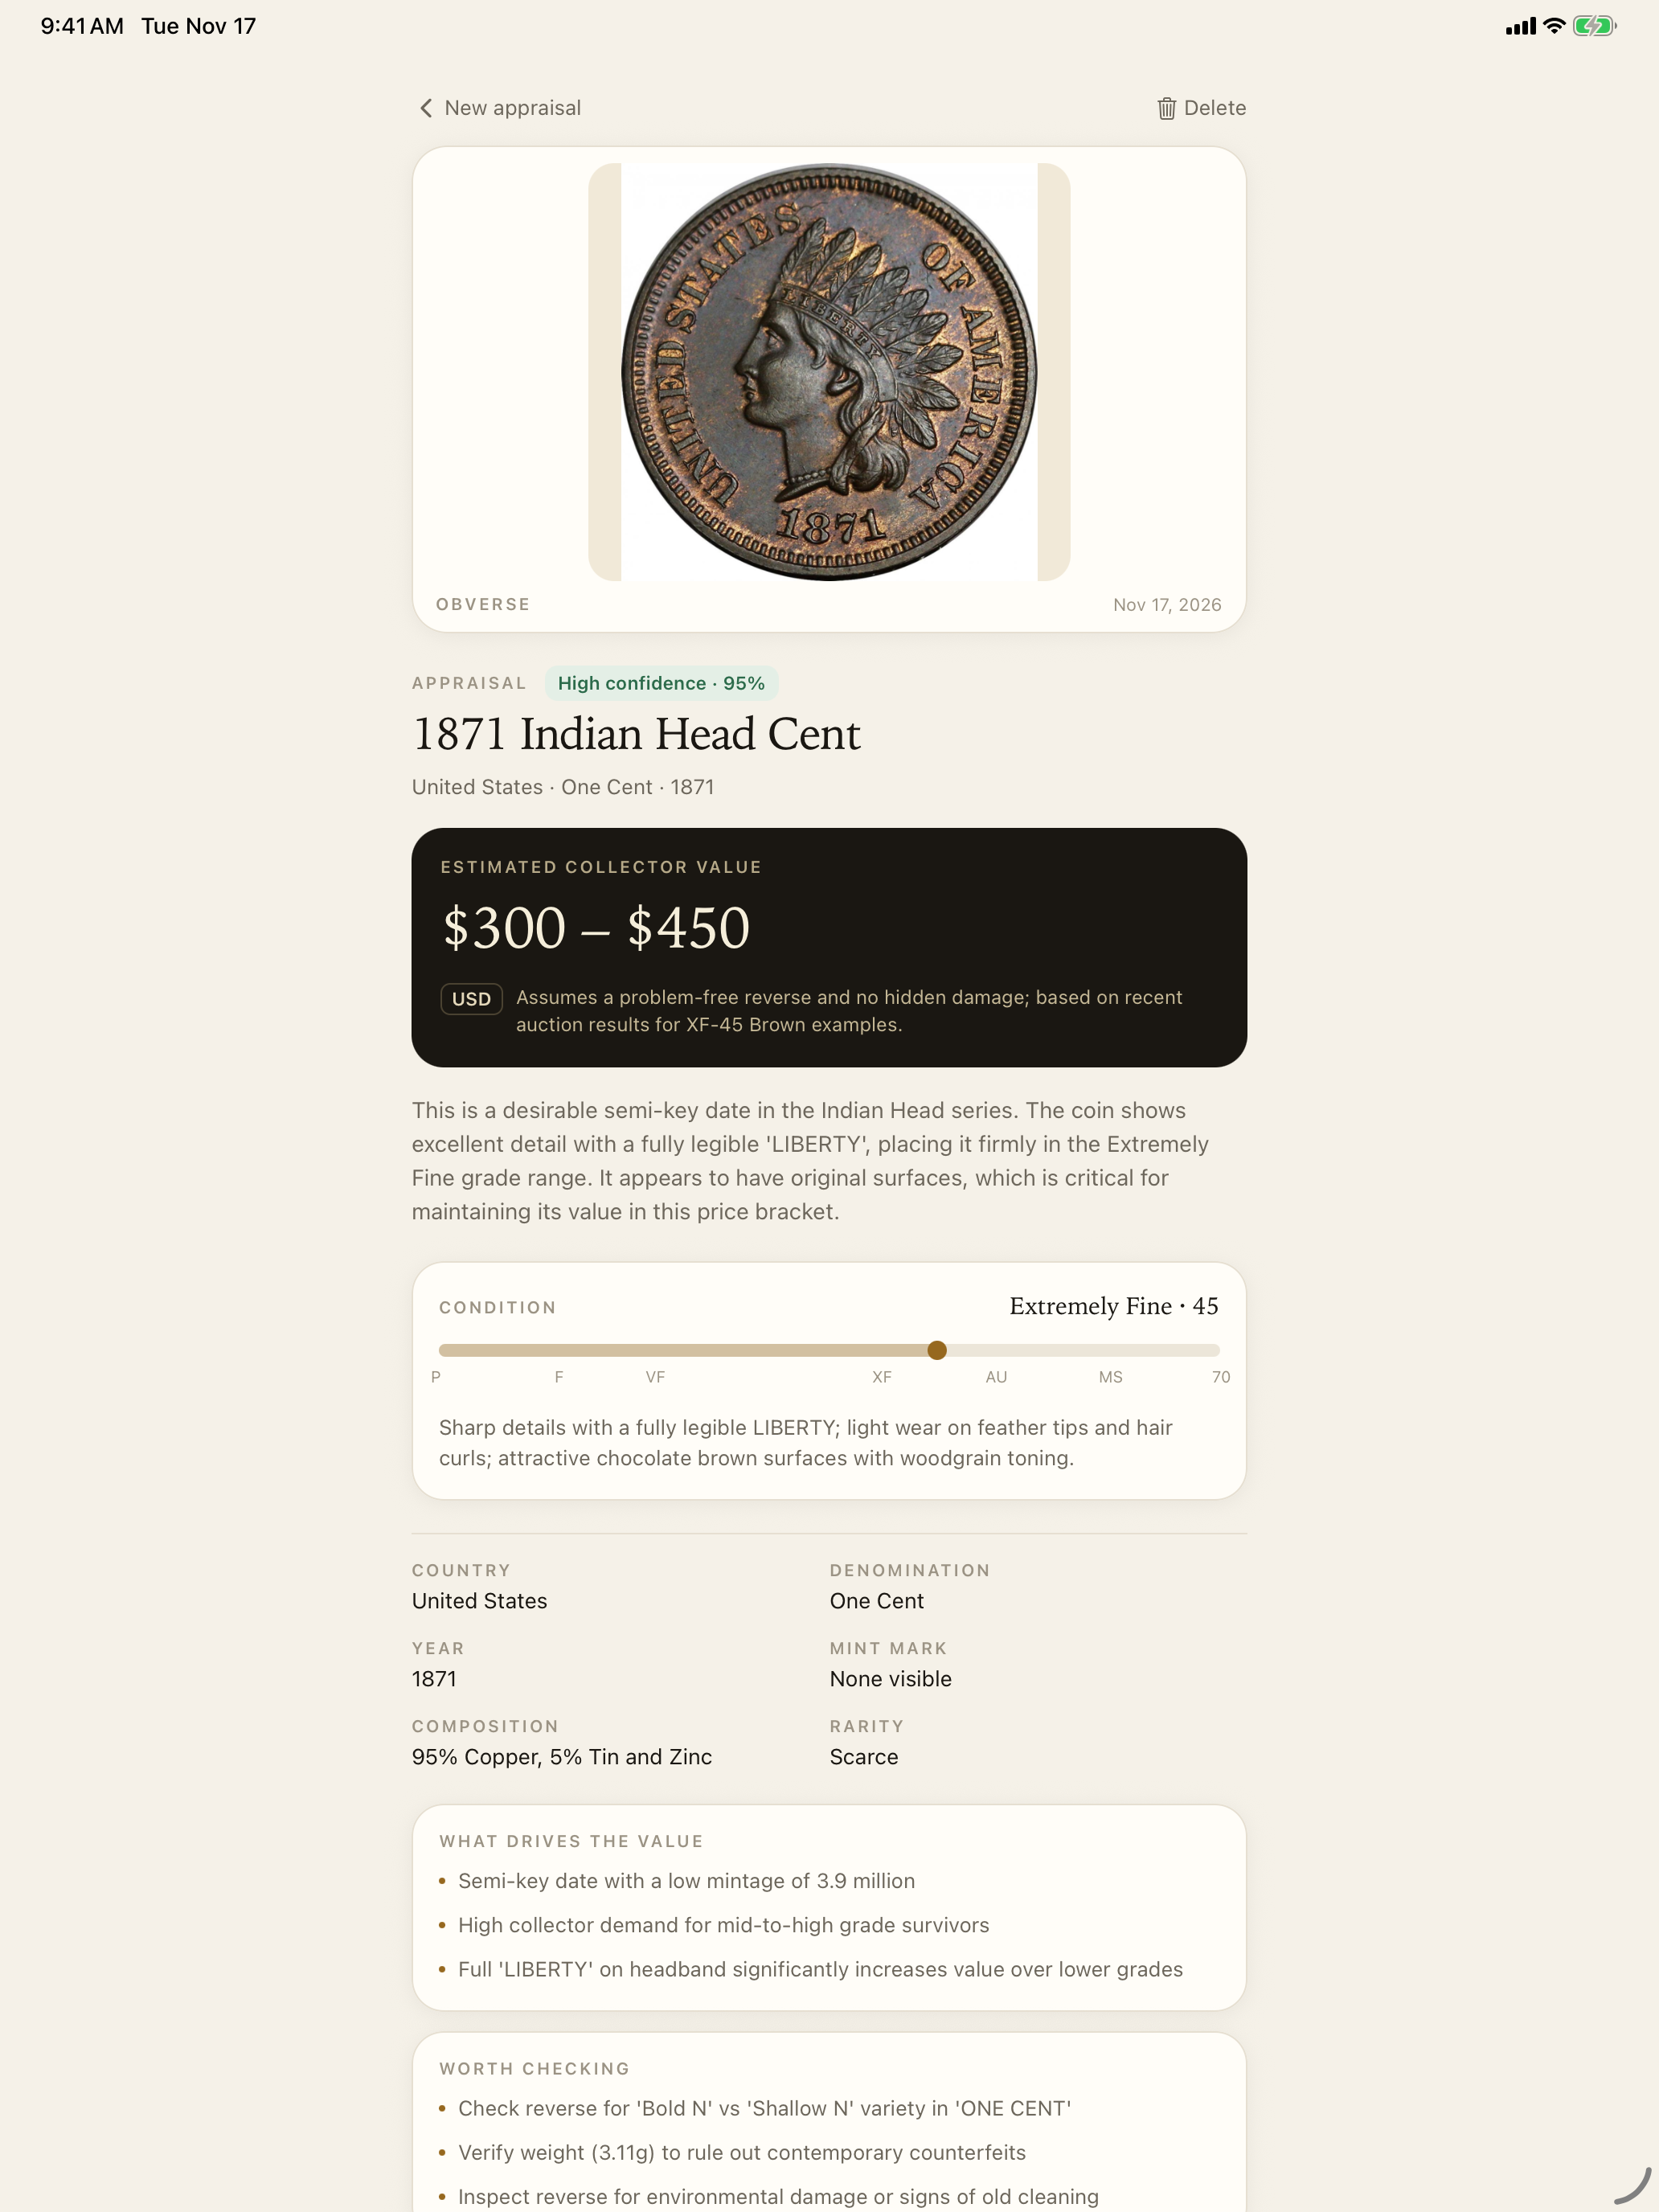 9:41 AM Tue Nov 17
New appraisal
Delete
UNITED STATES OF AMERICA
LIBERTY
1871
OBVERSE
Nov 17, 2026
APPRAISAL
High confidence · 95%
1871 Indian Head Cent
United States · One Cent · 1871
ESTIMATED COLLECTOR VALUE
$300 – $450
USD
Assumes a problem-free reverse and no hidden damage; based on recent
auction results for XF-45 Brown examples.
This is a desirable semi-key date in the Indian Head series. The coin shows
excellent detail with a fully legible 'LIBERTY', placing it firmly in the Extremely
Fine grade range. It appears to have original surfaces, which is critical for
maintaining its value in this price bracket.
CONDITION
Extremely Fine · 45
P F VF XF AU MS 70
Sharp details with a fully legible LIBERTY; light wear on feather tips and hair
curls; attractive chocolate brown surfaces with woodgrain toning.
COUNTRY
United States
DENOMINATION
One Cent
YEAR
1871
MINT MARK
None visible
COMPOSITION
95% Copper, 5% Tin and Zinc
RARITY
Scarce
WHAT DRIVES THE VALUE
• Semi-key date with a low mintage of 3.9 million
• High collector demand for mid-to-high grade survivors
• Full 'LIBERTY' on headband significantly increases value over lower grades
WORTH CHECKING
• Check reverse for 'Bold N' vs 'Shallow N' variety in 'ONE CENT'
• Verify weight (3.11g) to rule out contemporary counterfeits
• Inspect reverse for environmental damage or signs of old cleaning